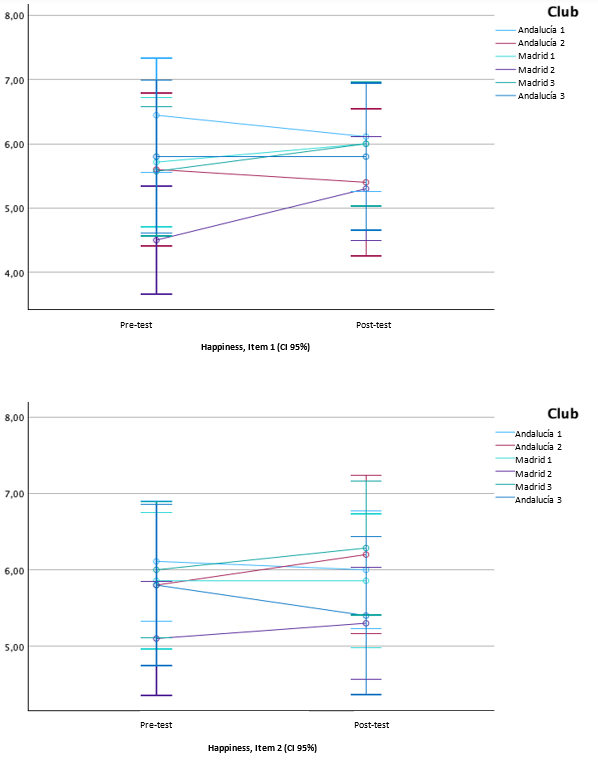 Club
8,00
Andalucía 1
Andalucía 2
Madrid 1
Madrid 2
Madrid 3
Andalucía 3
7,00
6,00
5,00
4,00
Pre-test Post-test
Happiness, Item 1 (CI 95%)
Club
8,00
Andalucía 1
Andalucía 2
Madrid 1
Madrid 2
Madrid 3
Andalucía 3
7,00
6,00
5,00
Pre-test Post-test
Happiness, Item 2 (CI 95%)